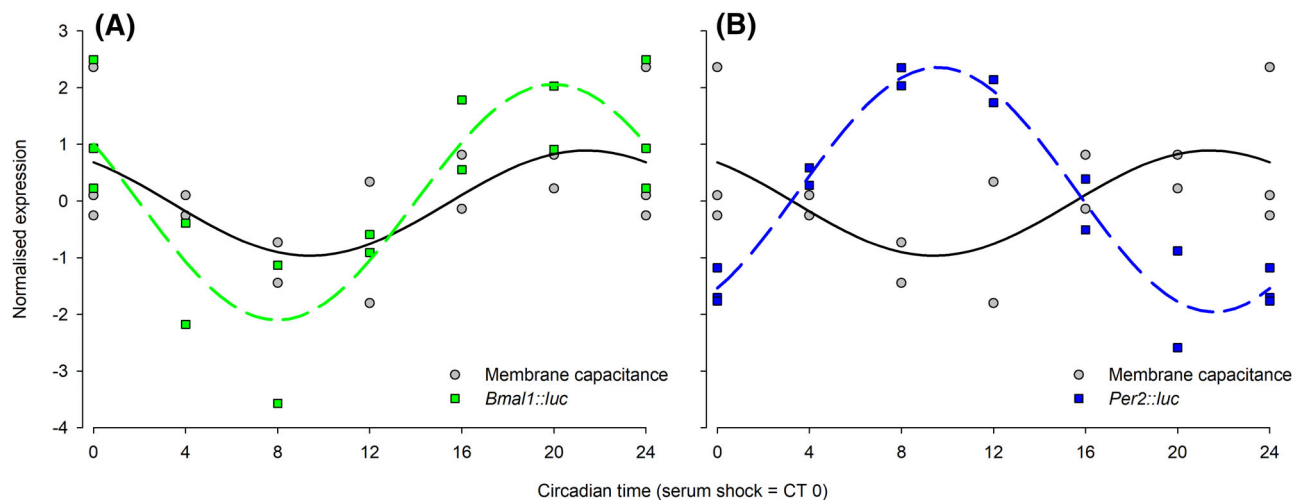 (A)
(B)
Normalised expression
3
2
1
0
-1
-2
-3
-4
Membrane capacitance
Bmal1::luc
Membrane capacitance
Per2::luc
0 4 8 12 16 20 24
0 4 8 12 16 20 24
Circadian time (serum shock = CT 0)